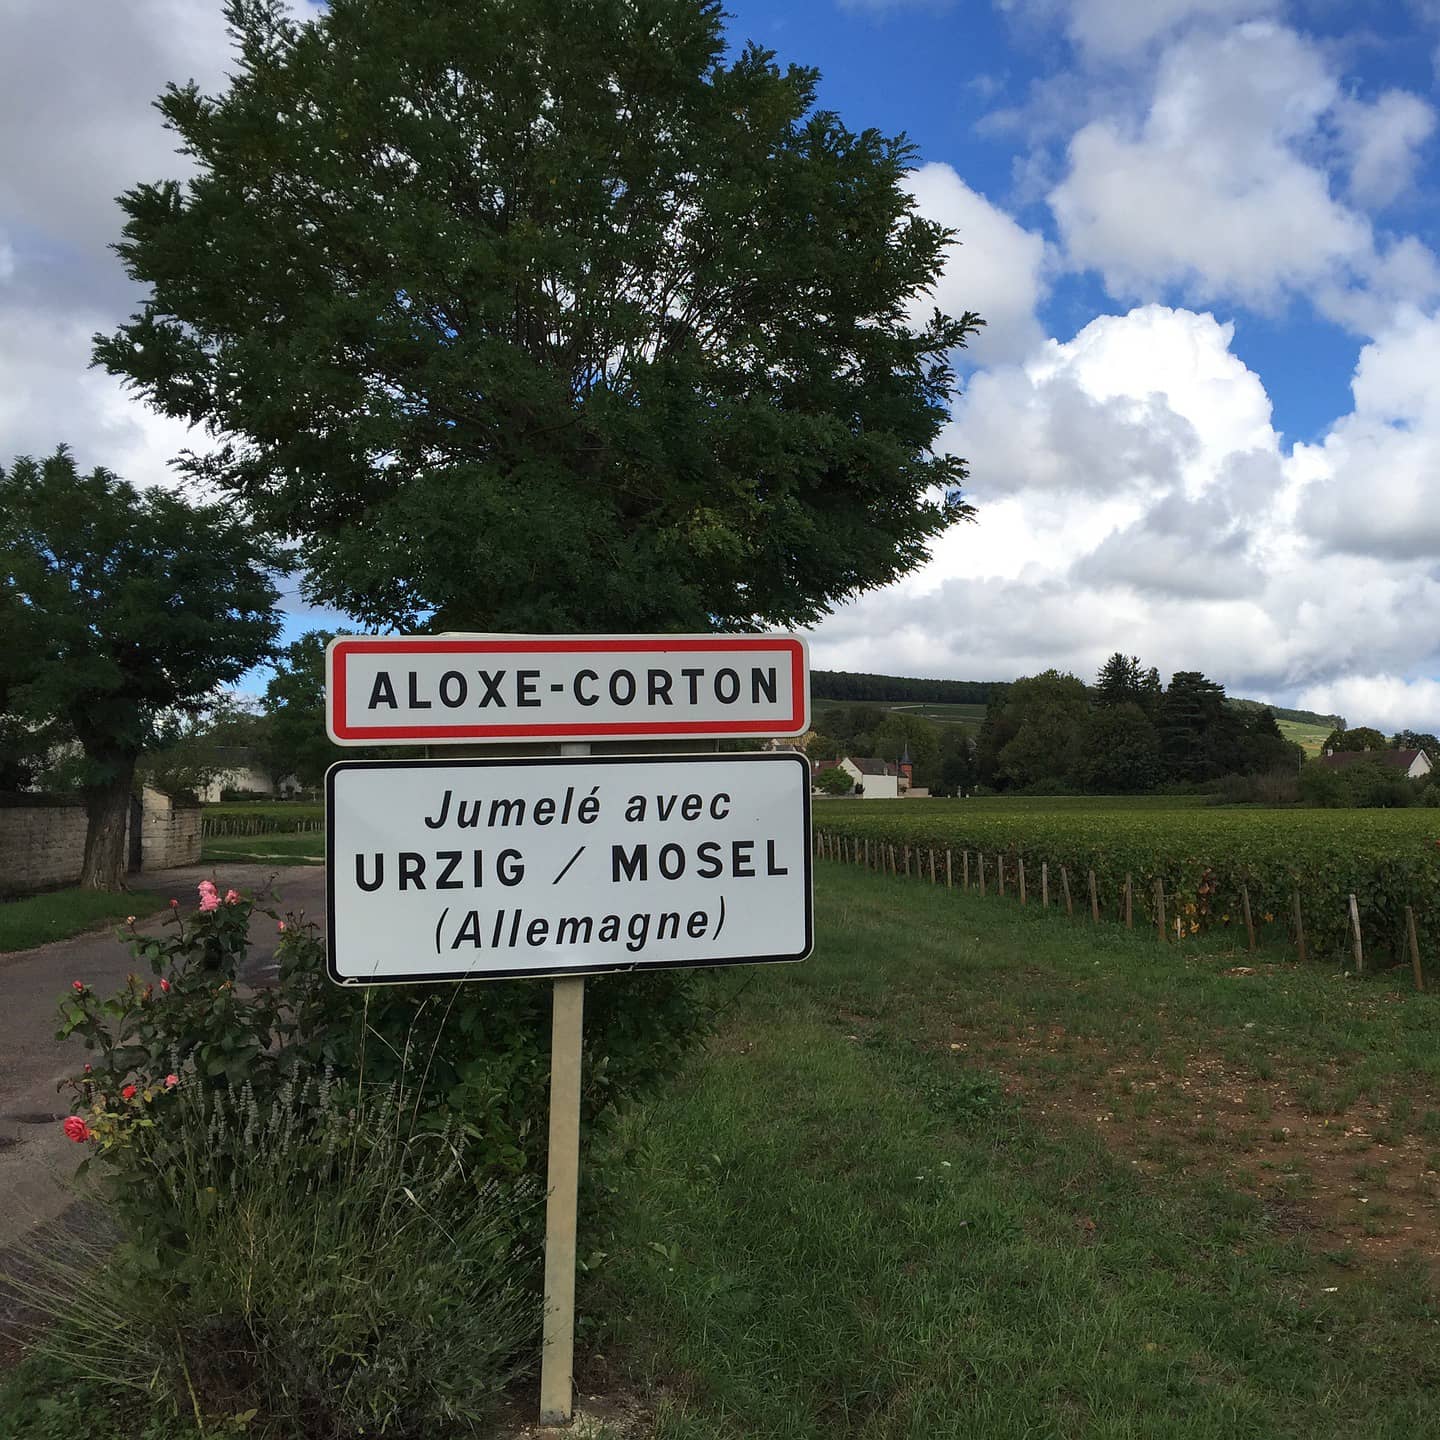 ALOXE-CORTON
Jumelé avec
URZIG / MOSEL
(Allemagne)